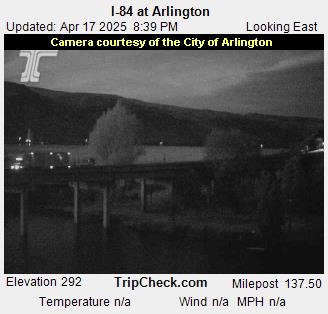 I-84 at Arlington
Updated: Apr 17 2025 8:39 PM Looking East
Camera courtesy of the City of Arlington
Elevation 292 TripCheck.com Milepost 137.50
Temperature n/a Wind n/a MPH n/a